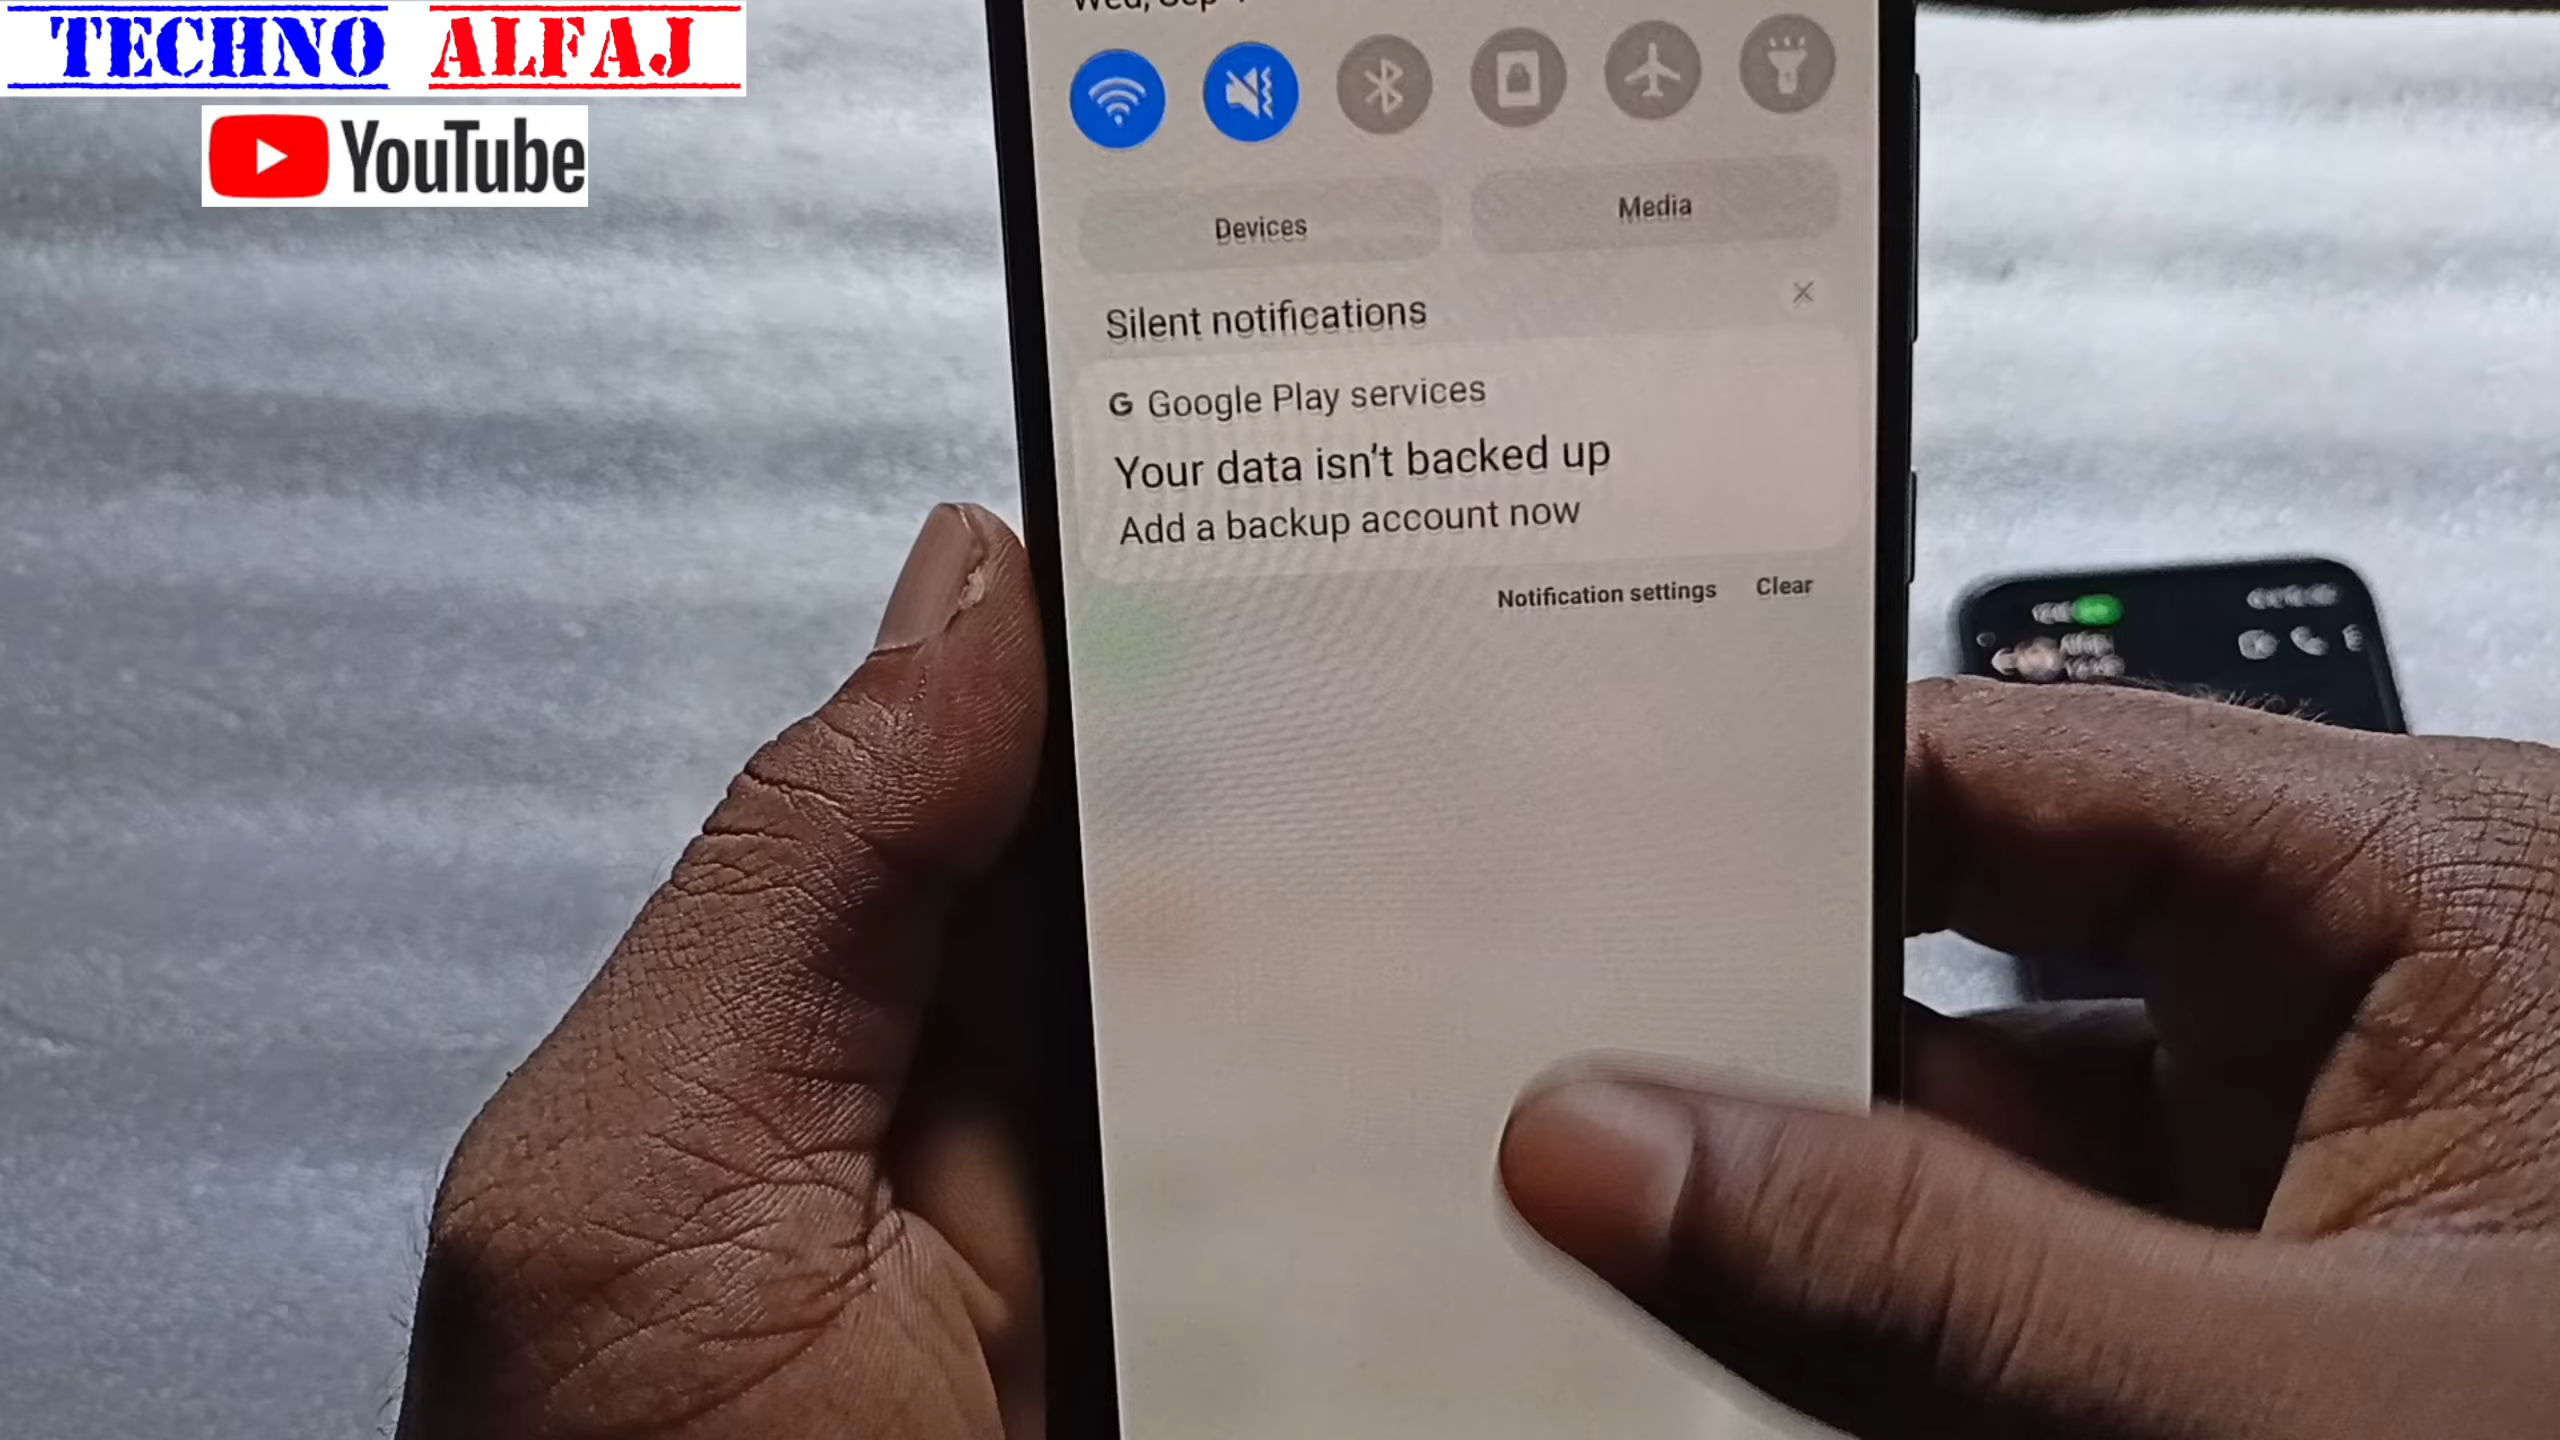 TECHNO ALFAJ
YouTube
Devices
Media
Silent notifications
G Google Play services
Your data isn't backed up
Add a backup account now
Notification settings
Clear